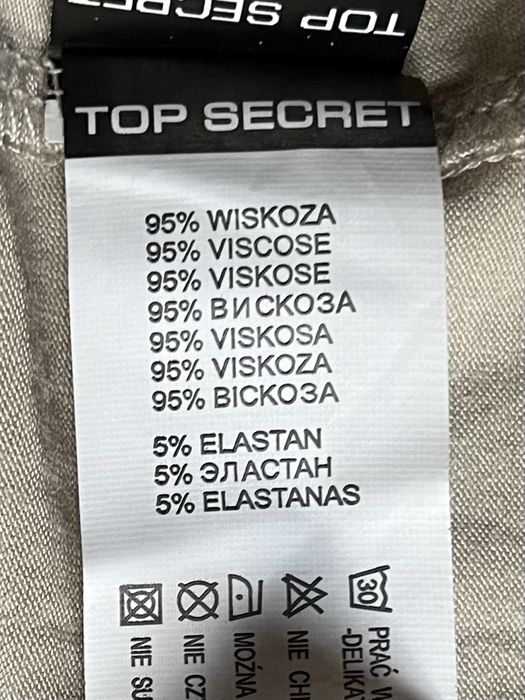 TOP SECRET
TOP SECRET
95% WISKOZA
95% VISCOSE
95% VISKOSE
95% ВИСКОЗА
95% VISKOSA
95% VISKOZA
95% ВІСКОЗА
5% ELASTAN
5% ЭЛАСТАН
5% ELASTANAS
30
PRAĆ
-DELIKA
NIE CH
MOŻNA
NIE CZ
NIE SU